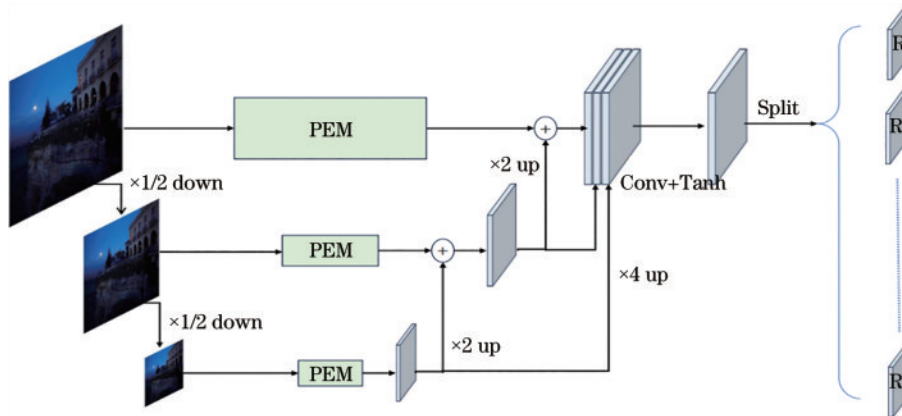 R
PEM
Split
R
×2 up
×1/2 down
Conv+Tanh
PEM
×4 up
×1/2 down
×2 up
PEM
R